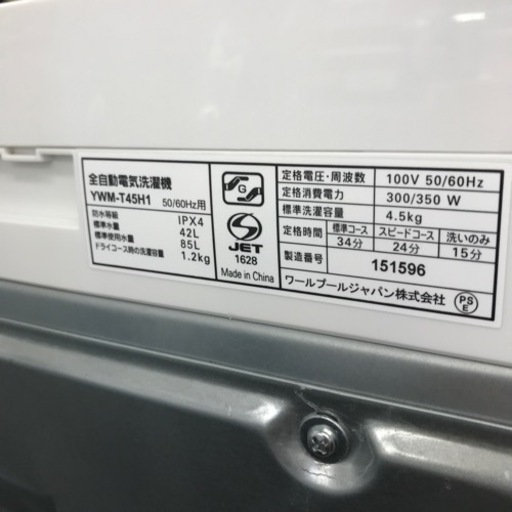 全自動電気洗濯機
YWM-T45H1 50/60Hz用
防水等級 IPX4
標準水量 42L
標準使用水量 85L
ドライコース時の洗濯容量 1.2kg
G
JET
1628
Made in China
定格電圧・周波数 100V 50/60Hz
定格消費電力 300/350 W
標準洗濯容量 4.5kg
定格時間 標準コース スピードコース 洗いのみ
34分 24分 15分
製造番号 151596
ワールプールジャパン株式会社
PS
E